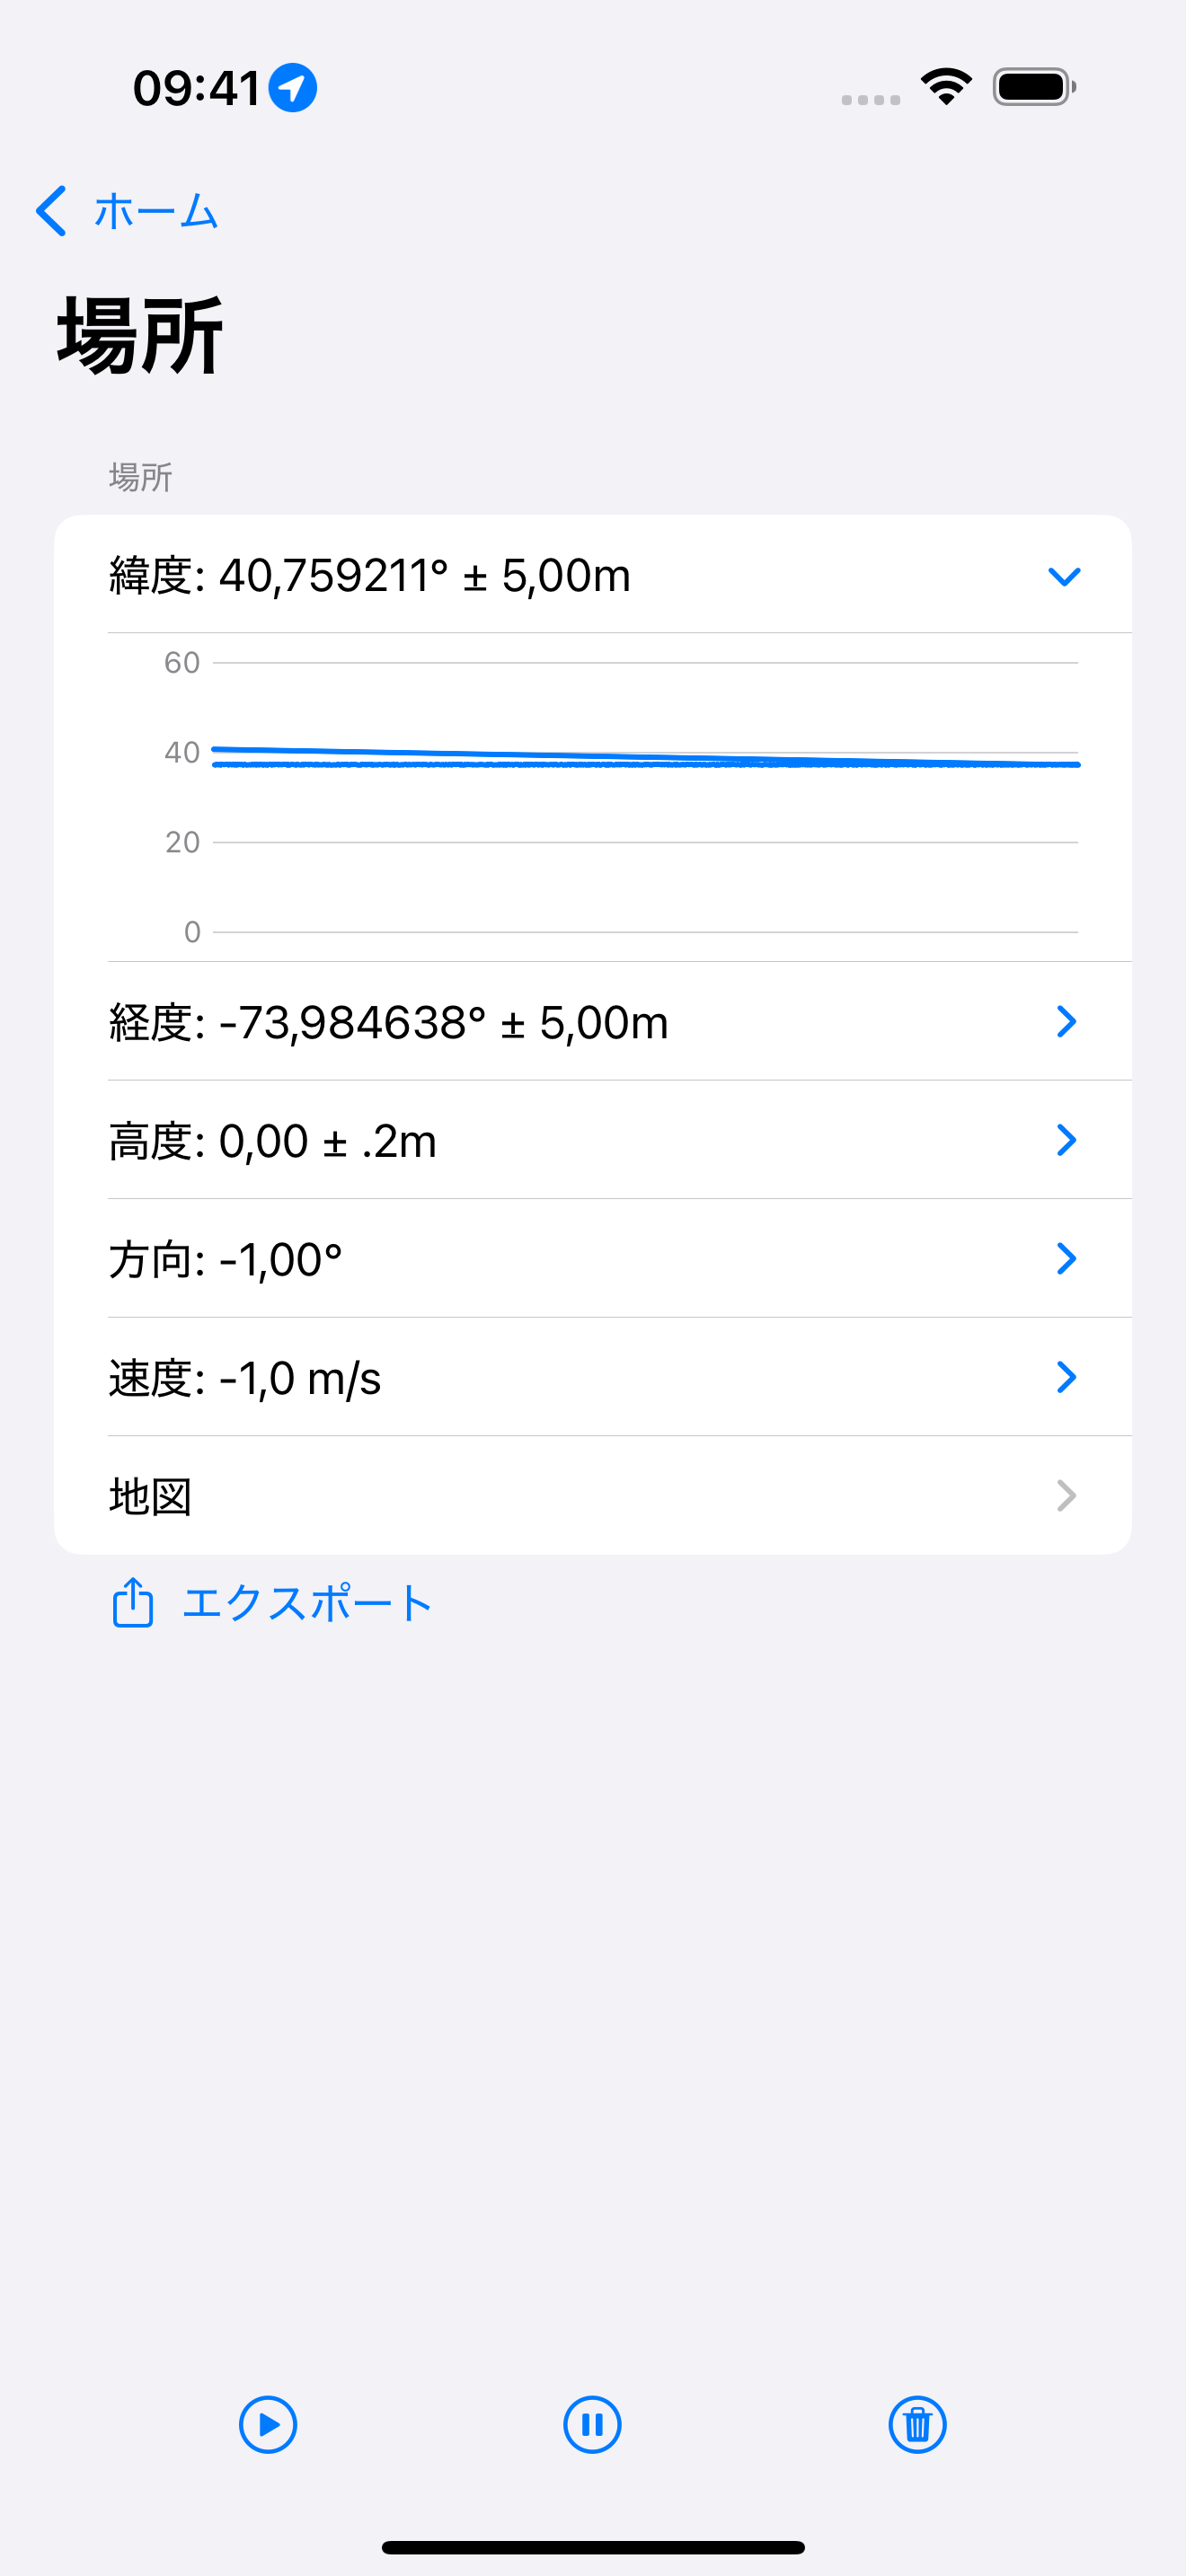 09:41
ホーム
場所
場所
緯度: 40,759211° ± 5,00m
60
40
20
0
経度: -73,984638° ± 5,00m
高度: 0,00 ± .2m
方向: -1,00°
速度: -1,0 m/s
地図
エクスポート